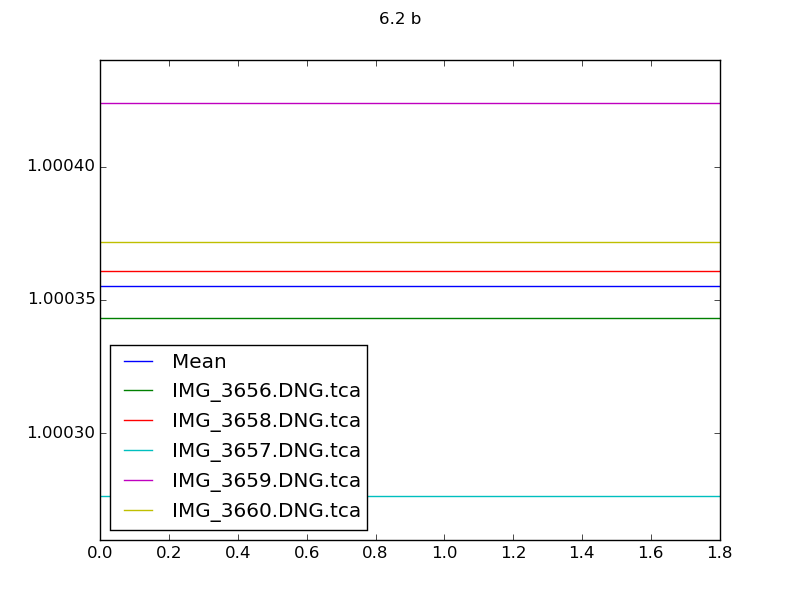 6.2 b
1.00040
1.00035
1.00030
Mean
IMG_3656.DNG.tca
IMG_3658.DNG.tca
IMG_3657.DNG.tca
IMG_3659.DNG.tca
IMG_3660.DNG.tca
0.0 0.2 0.4 0.6 0.8 1.0 1.2 1.4 1.6 1.8